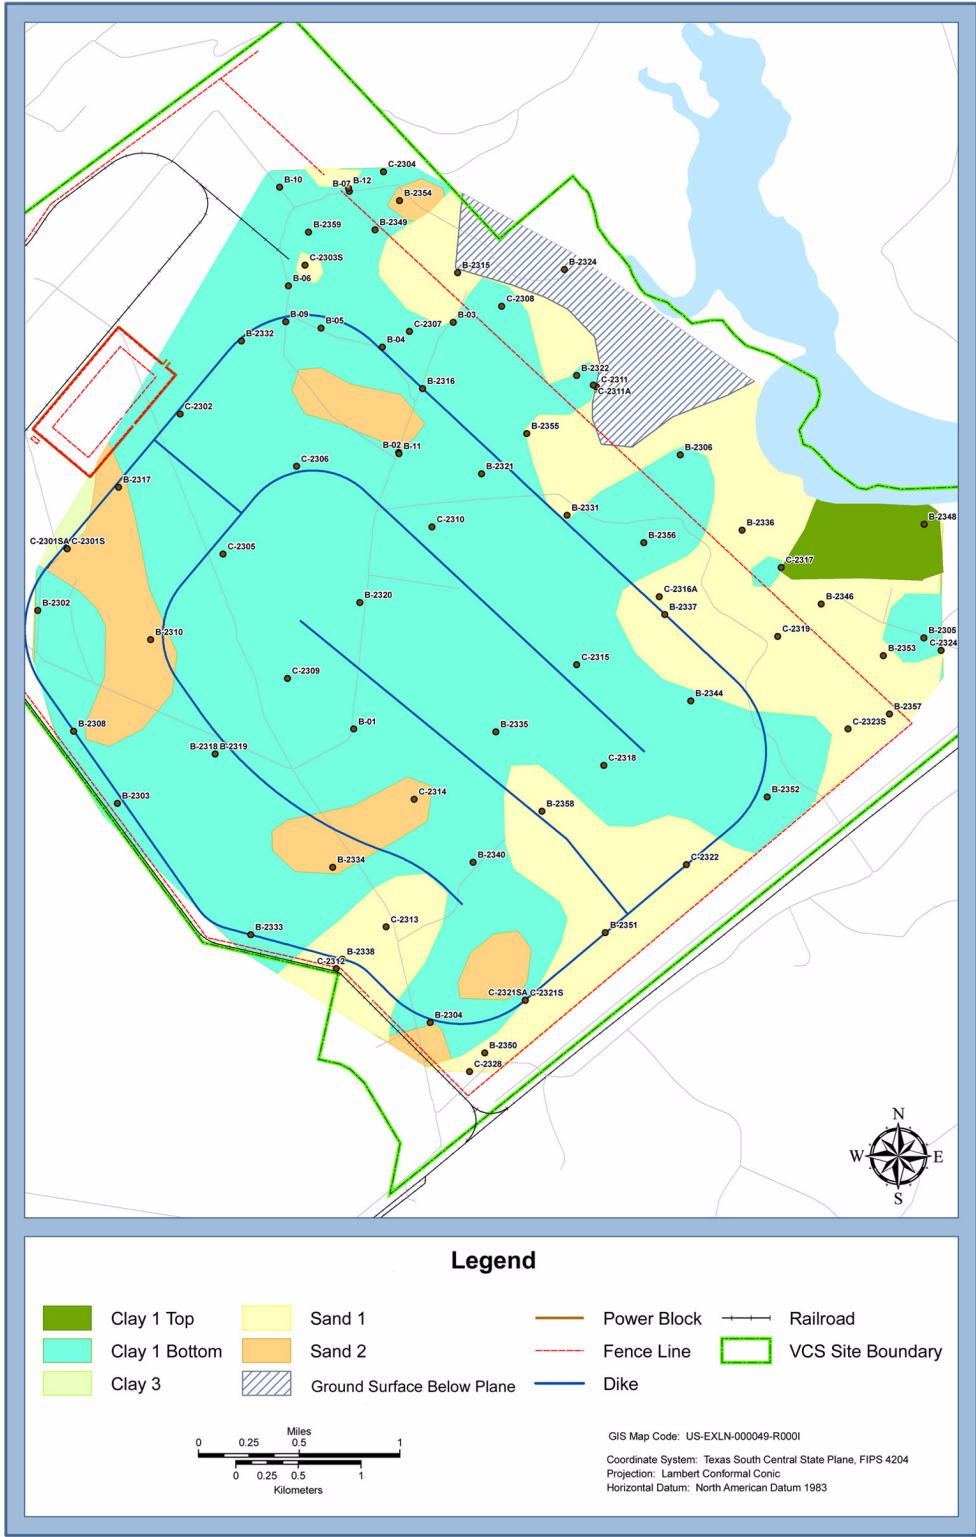 C-2304
B-10
B-07
B-12
B-2354
B-2359
B-2349
C-2303S
B-2324
B-2315
B-06
C-2308
B-09
B-05
C-2307
B-03
B-2332
B-04
B-2322
C-2311
C-2311A
B-2316
C-2302
B-2355
B-02
B-11
B-2306
C-2306
B-2321
B-2317
B-2331
B-2348
C-2310
B-2336
C-2301SA
C-2301S
C-2305
B-2356
C-2317
C-2316A
B-2302
B-2320
B-2346
B-2337
B-2310
C-2319
B-2305
C-2324
B-2353
C-2315
C-2309
B-2344
B-2357
B-2308
B-01
B-2335
C-2323S
B-2318
B-2319
C-2318
C-2314
B-2352
B-2303
B-2358
B-2334
B-2340
C-2322
C-2313
B-2333
B-2351
B-2338
C-2312
C-2321SA
C-2321S
B-2304
B-2350
C-2328
N
W
E
S
Legend
Clay 1 Top
Sand 1
Power Block
Railroad
Clay 1 Bottom
Sand 2
Fence Line
VCS Site Boundary
Clay 3
Ground Surface Below Plane
Dike
Miles
0 0.25 0.5 1
0 0.25 0.5 1
Kilometers
GIS Map Code: US-EXLN-000049-R000I
Coordinate System: Texas South Central State Plane, FIPS 4204
Projection: Lambert Conformal Conic
Horizontal Datum: North American Datum 1983